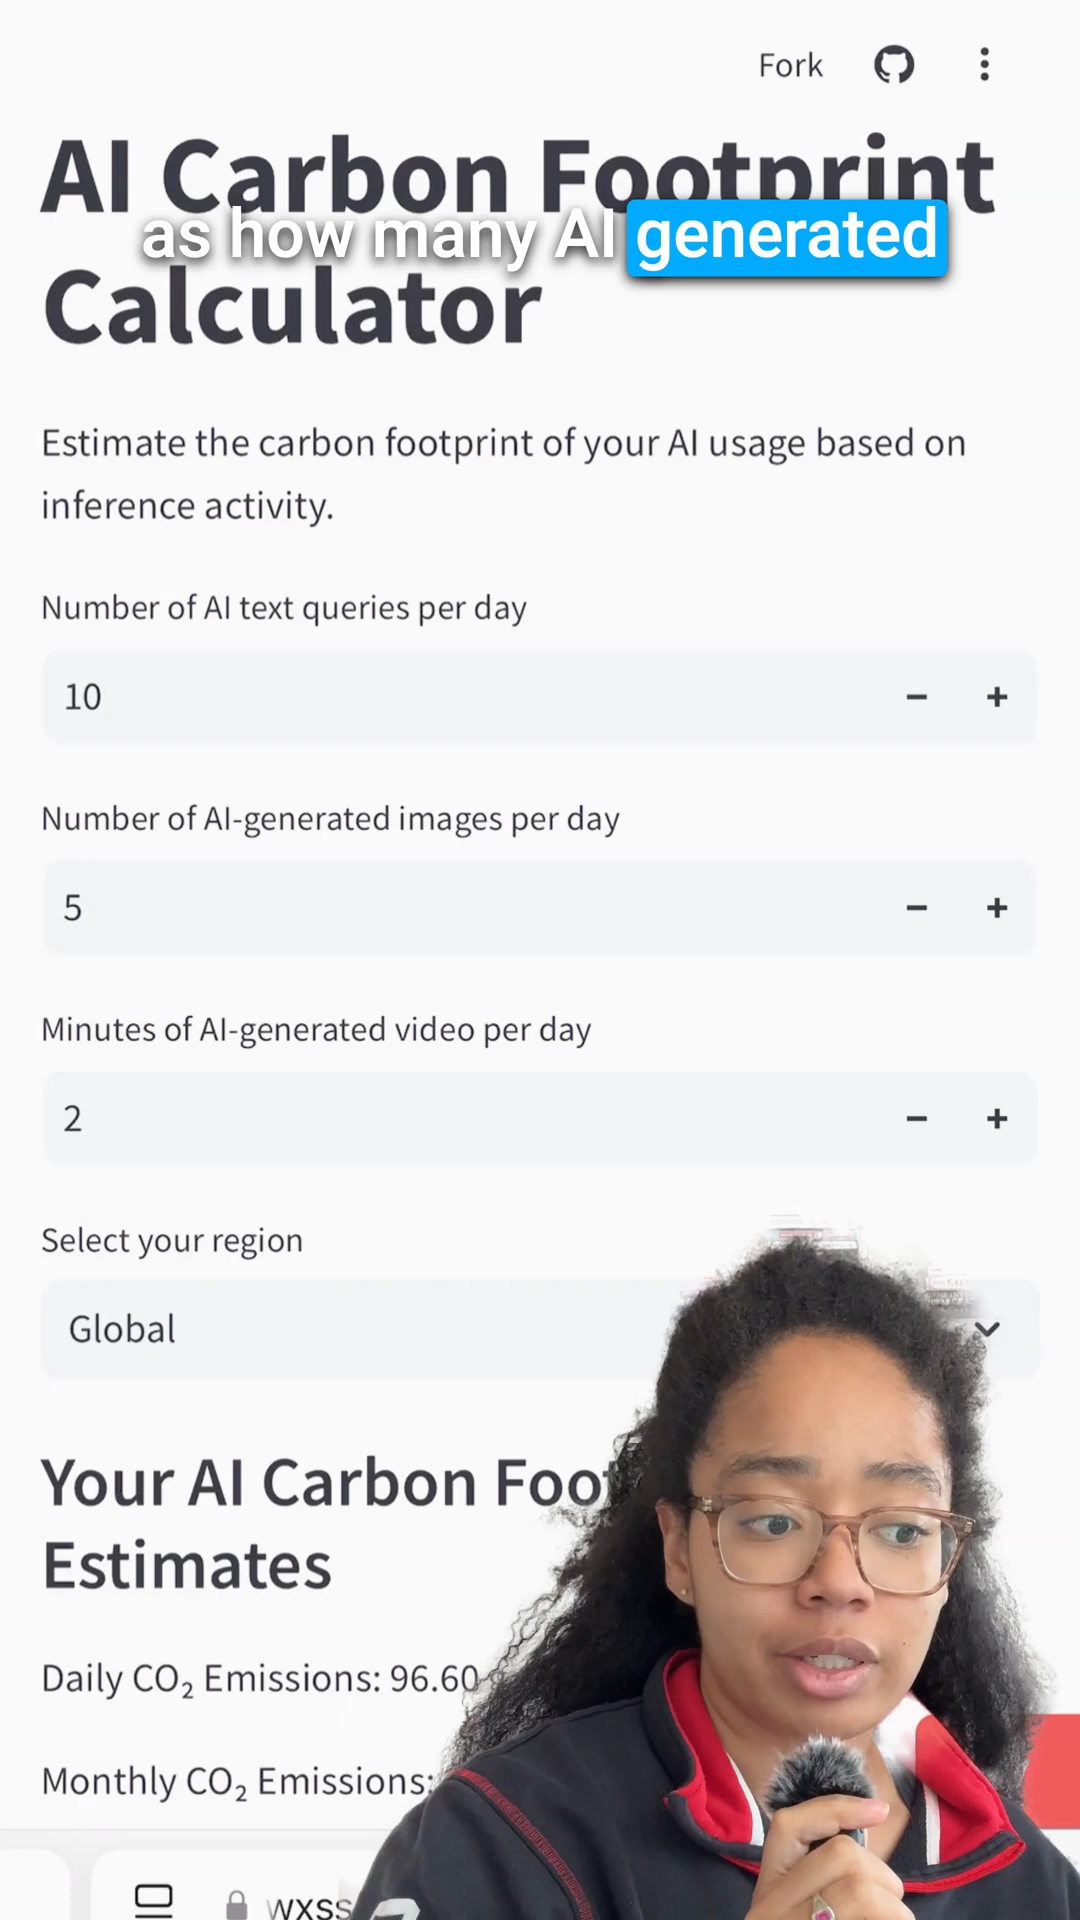 Fork
AI Carbon Footprint
as how many AI generated
Calculator
Estimate the carbon footprint of your AI usage based on
inference activity.
Number of AI text queries per day
10
Number of AI-generated images per day
5
Minutes of AI-generated video per day
2
Select your region
Global
Your AI Carbon Foot
Estimates
Daily CO₂ Emissions: 96.60
Monthly CO₂ Emissions:
wxss